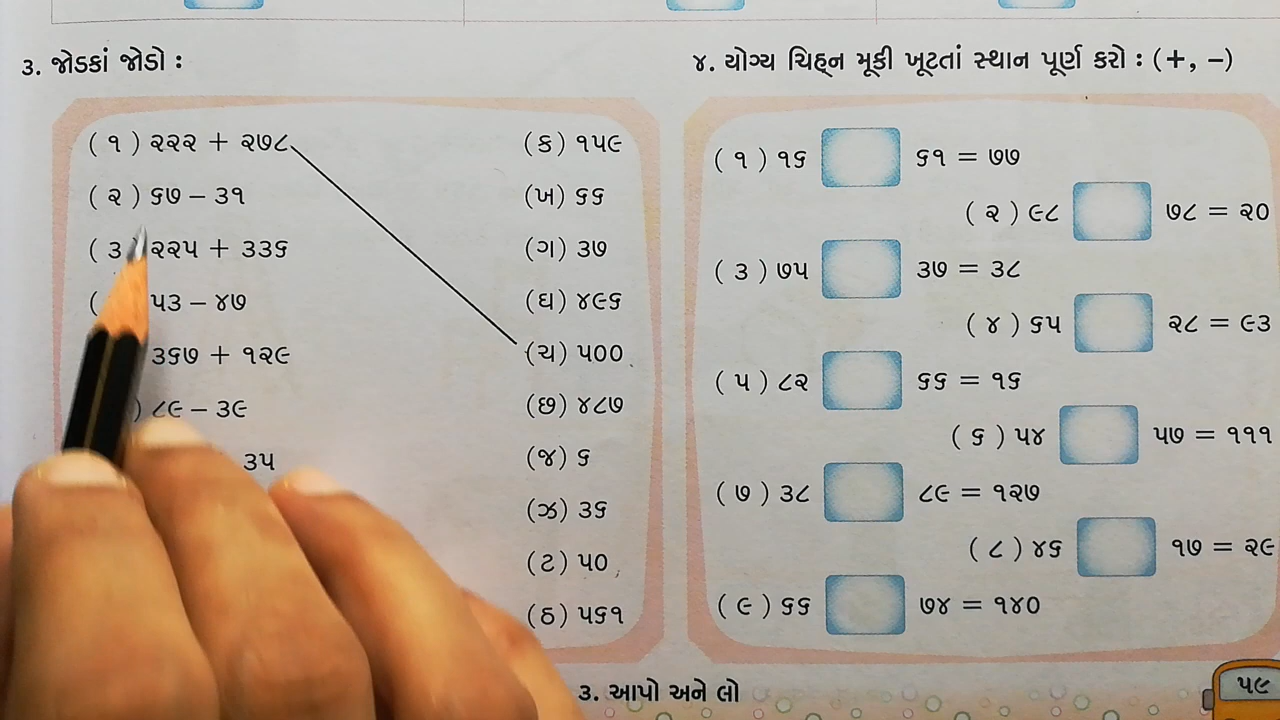 ૩. જોડકાં જોડો :
(૧) ૨૨૨ + ૨૭૮
(૨) ૬૭ – ૩૧
(૩) ૨૨૫ + ૩૩૬
૫૩ – ૪૭
૩૬૭ + ૧૨૯
૮૯ – ૩૯
૩૫
(ક) ૧૫૯
(ખ) ૬૬
(ગ) ૩૭
(ઘ) ૪૯૬
(ચ) ૫૦૦
(છ) ૪૮૭
(જ) ૬
(ઝ) ૩૬
(ટ) ૫૦
(ઠ) ૫૬૧
૪. યોગ્ય ચિહ્ન મૂકી ખૂટતાં સ્થાન પૂર્ણ કરો : (+, –)
(૧) ૧૬ ૬૧ = ૭૭
(૨) ૯૮ ૭૮ = ૨૦
(૩) ૭૫ ૩૭ = ૩૮
(૪) ૬૫ ૨૮ = ૯૩
(૫) ૮૨ ૬૬ = ૧૬
(૬) ૫૪ ૫૭ = ૧૧૧
(૭) ૩૮ ૮૯ = ૧૨૭
(૮) ૪૬ ૧૭ = ૨૯
(૯) ૬૬ ૭૪ = ૧૪૦
૩. આપો અને લો
૫૯